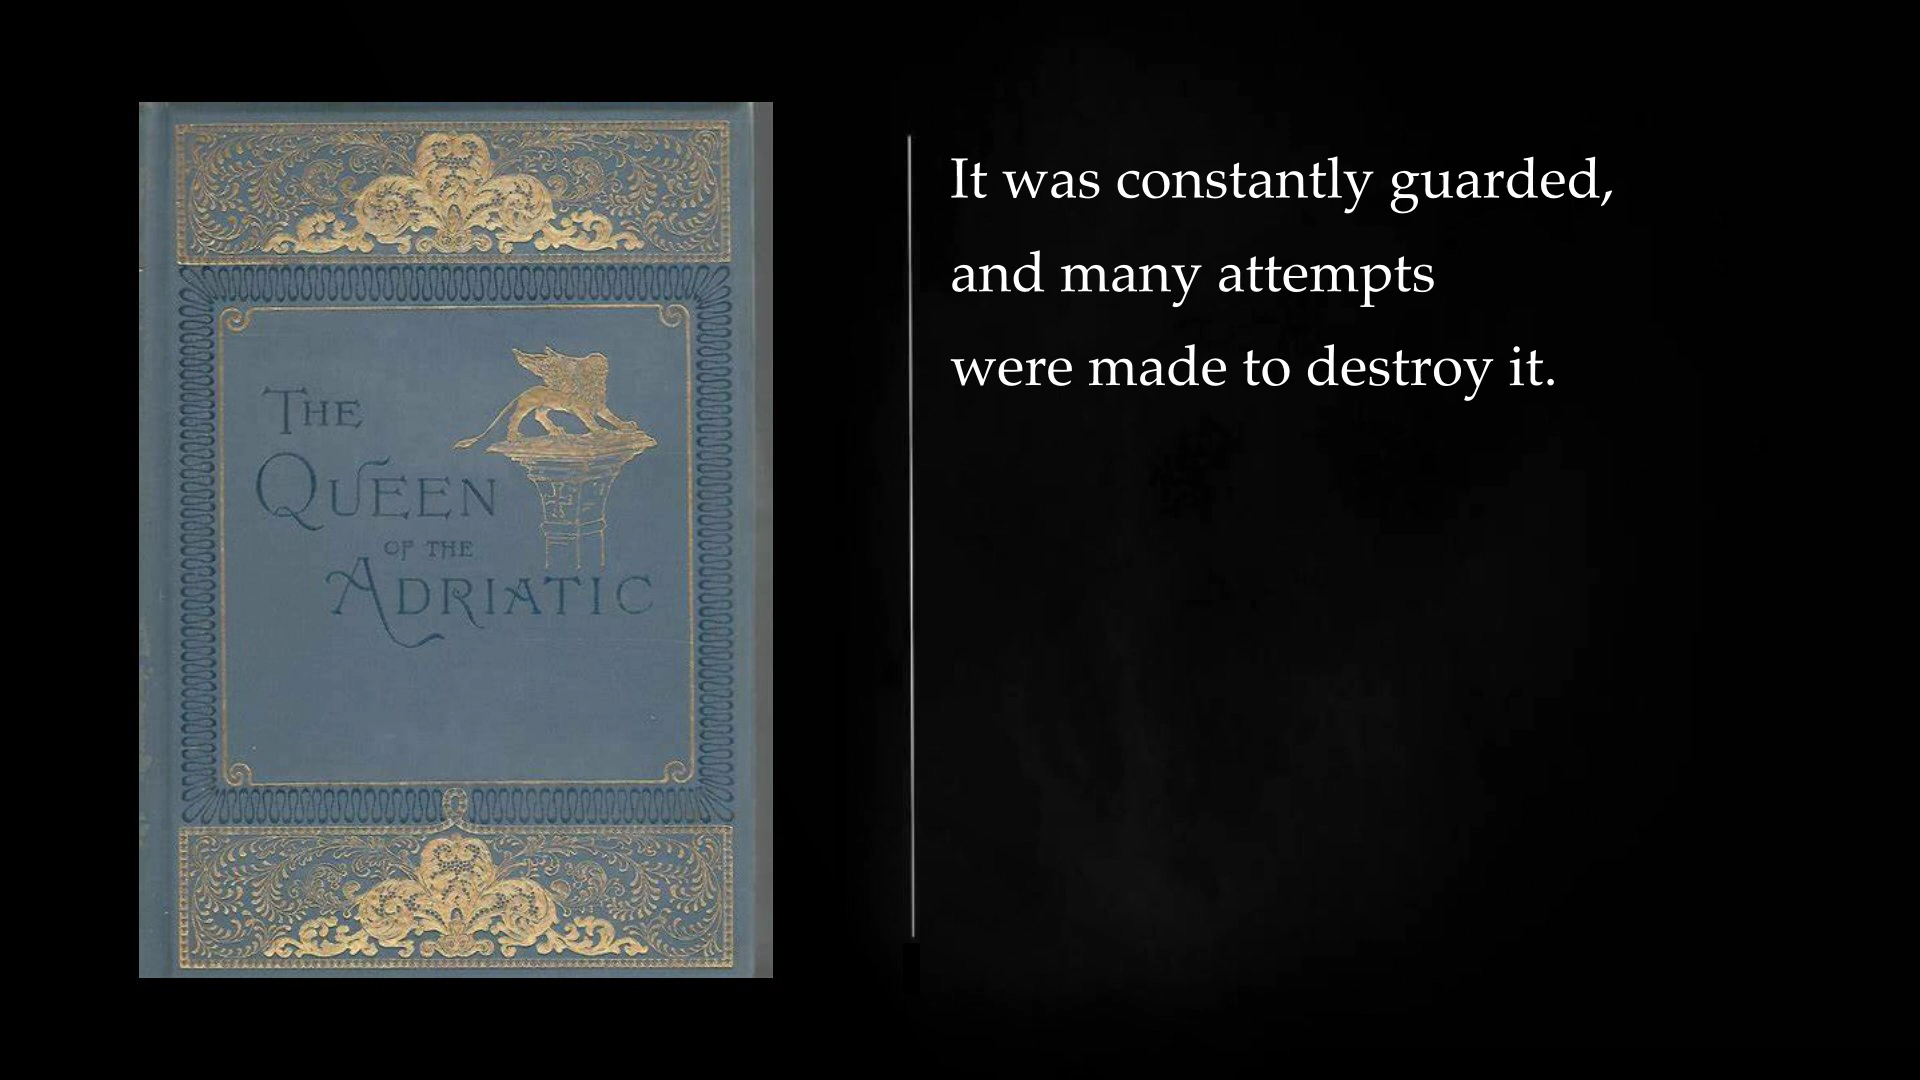 THE
QUEEN
OF THE
ADRIATIC
It was constantly guarded,
and many attempts
were made to destroy it.